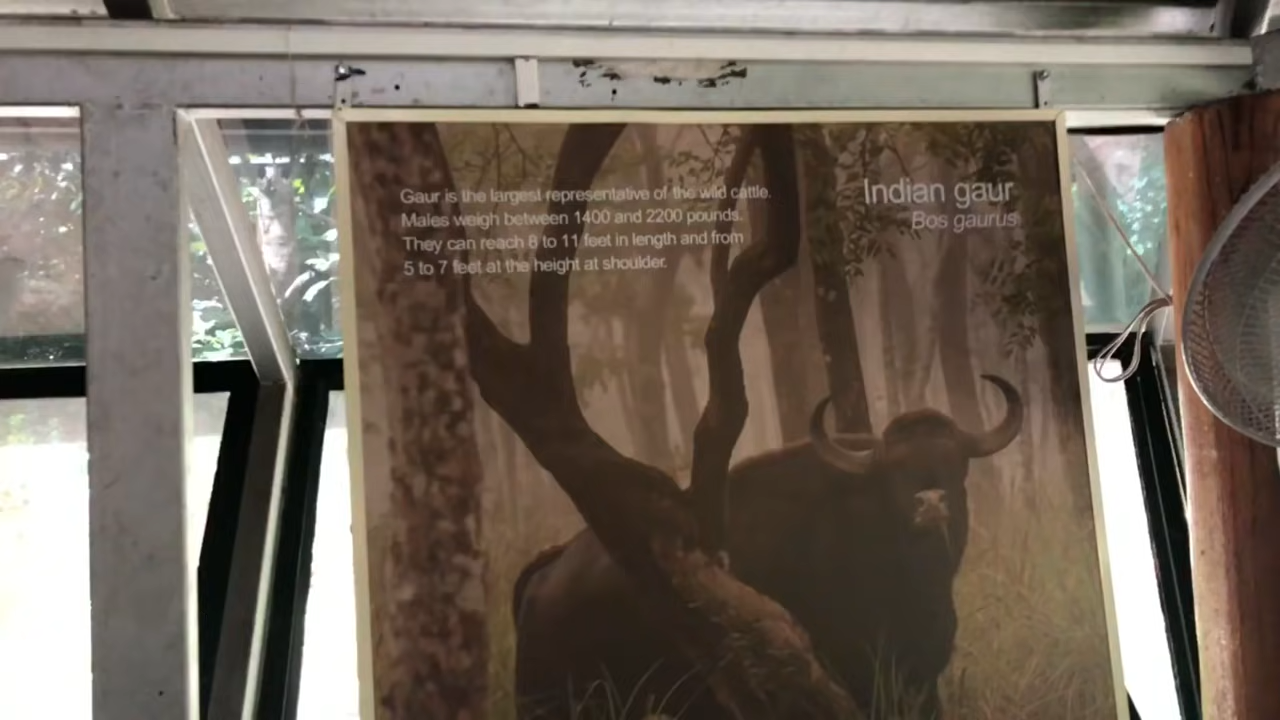 Gaur is the largest representative of the wild cattle.
Males weigh between 1400 and 2200 pounds.
They can reach 8 to 11 feet in length and from
5 to 7 feet at the height at shoulder.
Indian gaur
Bos gaurus